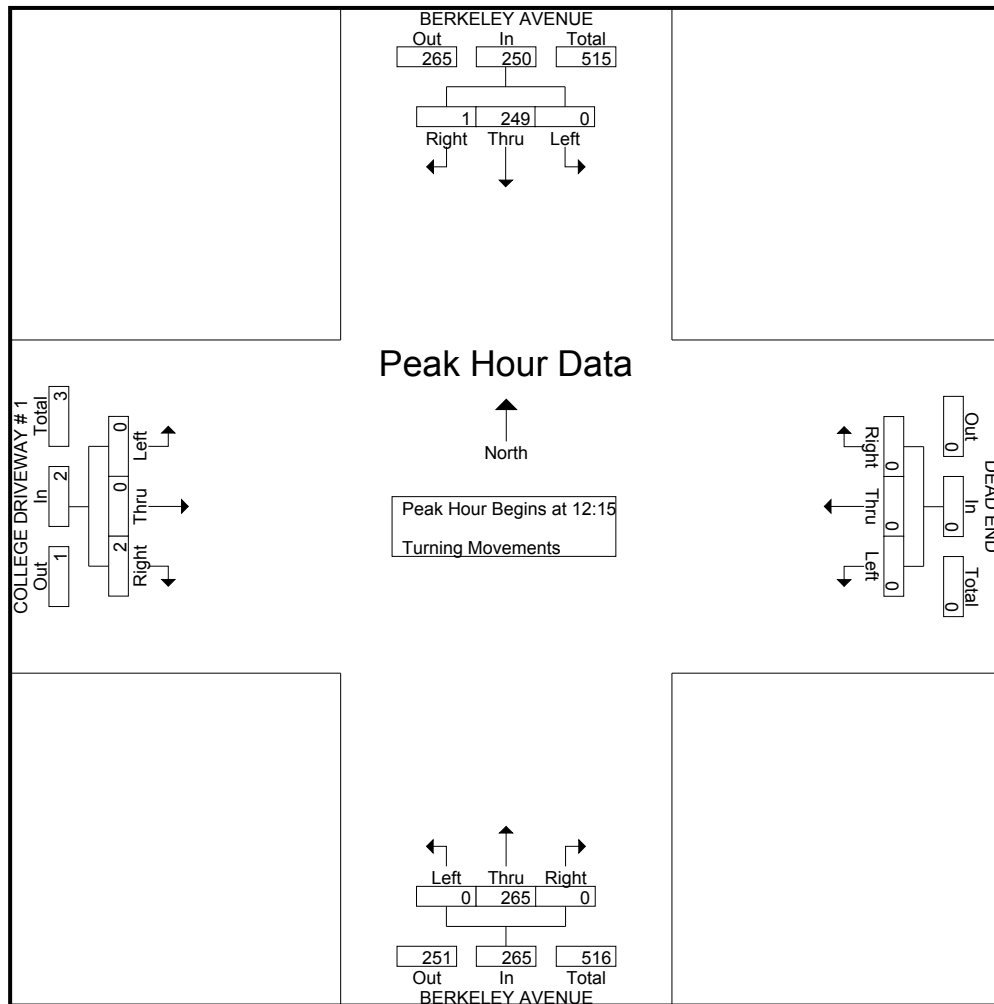 BERKELEY AVENUE
Out In Total
265 250 515
1 249 0
Right Thru Left
Peak Hour Data
North
Peak Hour Begins at 12:15
Turning Movements
COLLEGE DRIVEWAY # 1
Out In Total
1 2 3
2 0 0
Right Thru Left
DEAD END
Out In Total
0 0 0
0 0 0
Right Thru Left
Left Thru Right
0 265 0
251 265 516
Out In Total
BERKELEY AVENUE